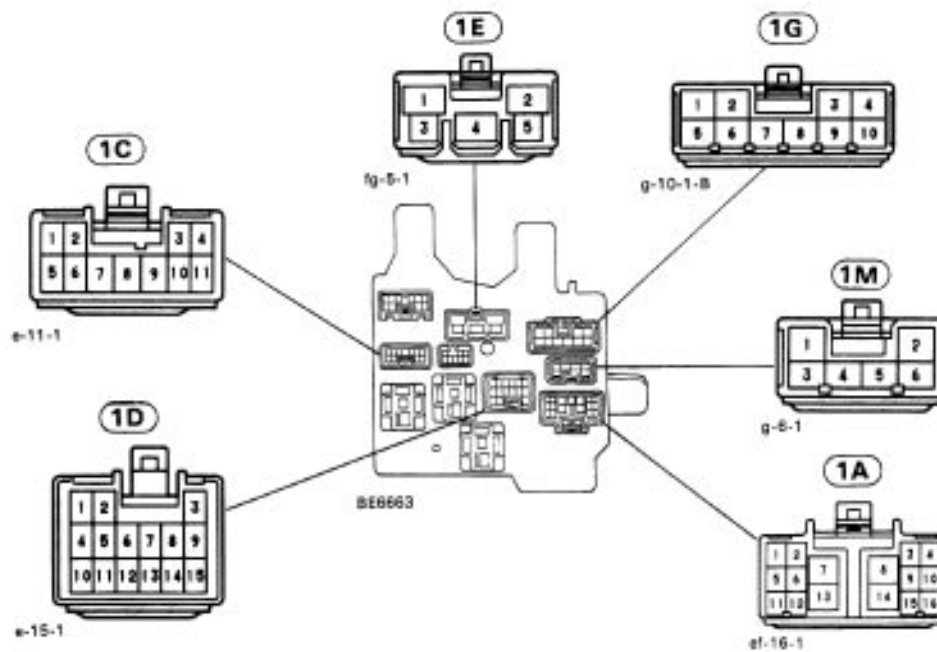 1E
1 2
3 4 5
fg-5-1
1G
1 2 3 4
5 6 7 8 9 10
g-10-1-B
1C
1 2 3 4
5 6 7 8 9 10 11
e-11-1
1M
1 2
3 4 5 6
g-6-1
1D
1 2 3
4 5 6 7 8 9
10 11 12 13 14 15
e-15-1
BE6663
1A
1 2 3 4
7 8
5 6 9 10
13 14
11 12 15 16
ef-16-1